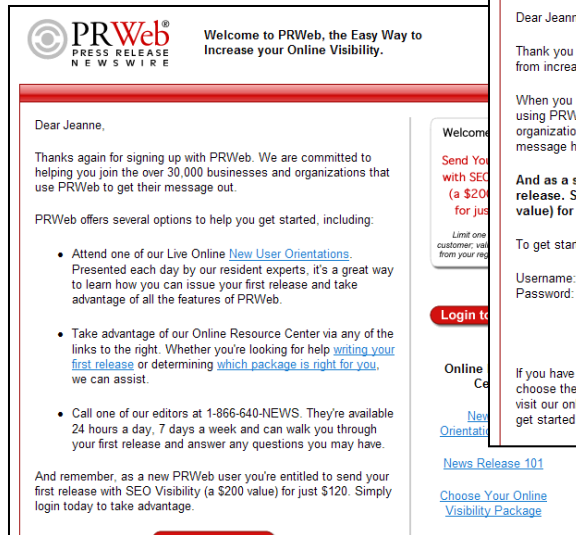 PRWeb
PRESS RELEASE
NEWSWIRE
Welcome to PRWeb, the Easy Way to
Increase your Online Visibility.
Dear Jeanne,
Thanks again for signing up with PRWeb. We are committed to
helping you join the over 30,000 businesses and organizations that
use PRWeb to get their message out.
PRWeb offers several options to help you get started, including:
• Attend one of our Live Online New User Orientations.
Presented each day by our resident experts, it's a great way
to learn how you can issue your first release and take
advantage of all the features of PRWeb.
• Take advantage of our Online Resource Center via any of the
links to the right. Whether you're looking for help writing your
first release or determining which package is right for you,
we can assist.
• Call one of our editors at 1-866-640-NEWS. They're available
24 hours a day, 7 days a week and can walk you through
your first release and answer any questions you may have.
And remember, as a new PRWeb user you're entitled to send your
first release with SEO Visibility (a $200 value) for just $120. Simply
login today to take advantage.
Welcome
Send You
with SEO
(a $200
for jus
Limit one
customer; val
from your reg
Login to
Online
Ce
New
Orientatio
News Release 101
Choose Your Online
Visibility Package
Dear Jeann
Thank you
from increa
When you
using PRW
organizatio
message h
And as a s
release. S
value) for
To get star
Username:
Password:
If you have
choose the
visit our onl
get started